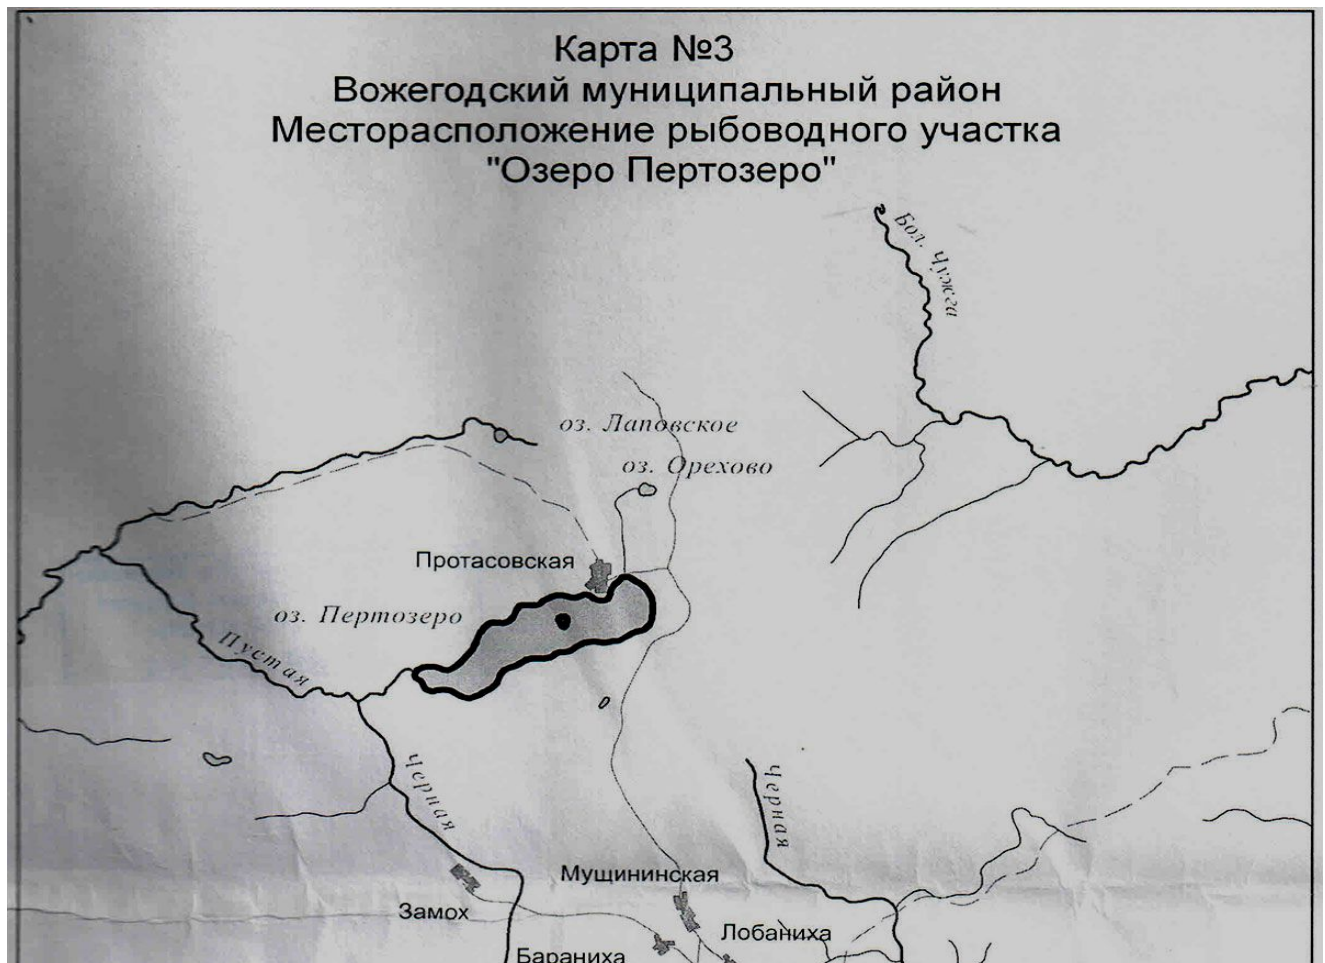 Карта №3
Вожегодский муниципальный район
Месторасположение рыбоводного участка
"Озеро Пертозеро"
Бол. Чужга
оз. Лаповское
оз. Орехово
Протасовская
оз. Пертозеро
Пустая
Черная
Черная
Мущининская
Замох
Лобаниха
Бараниха